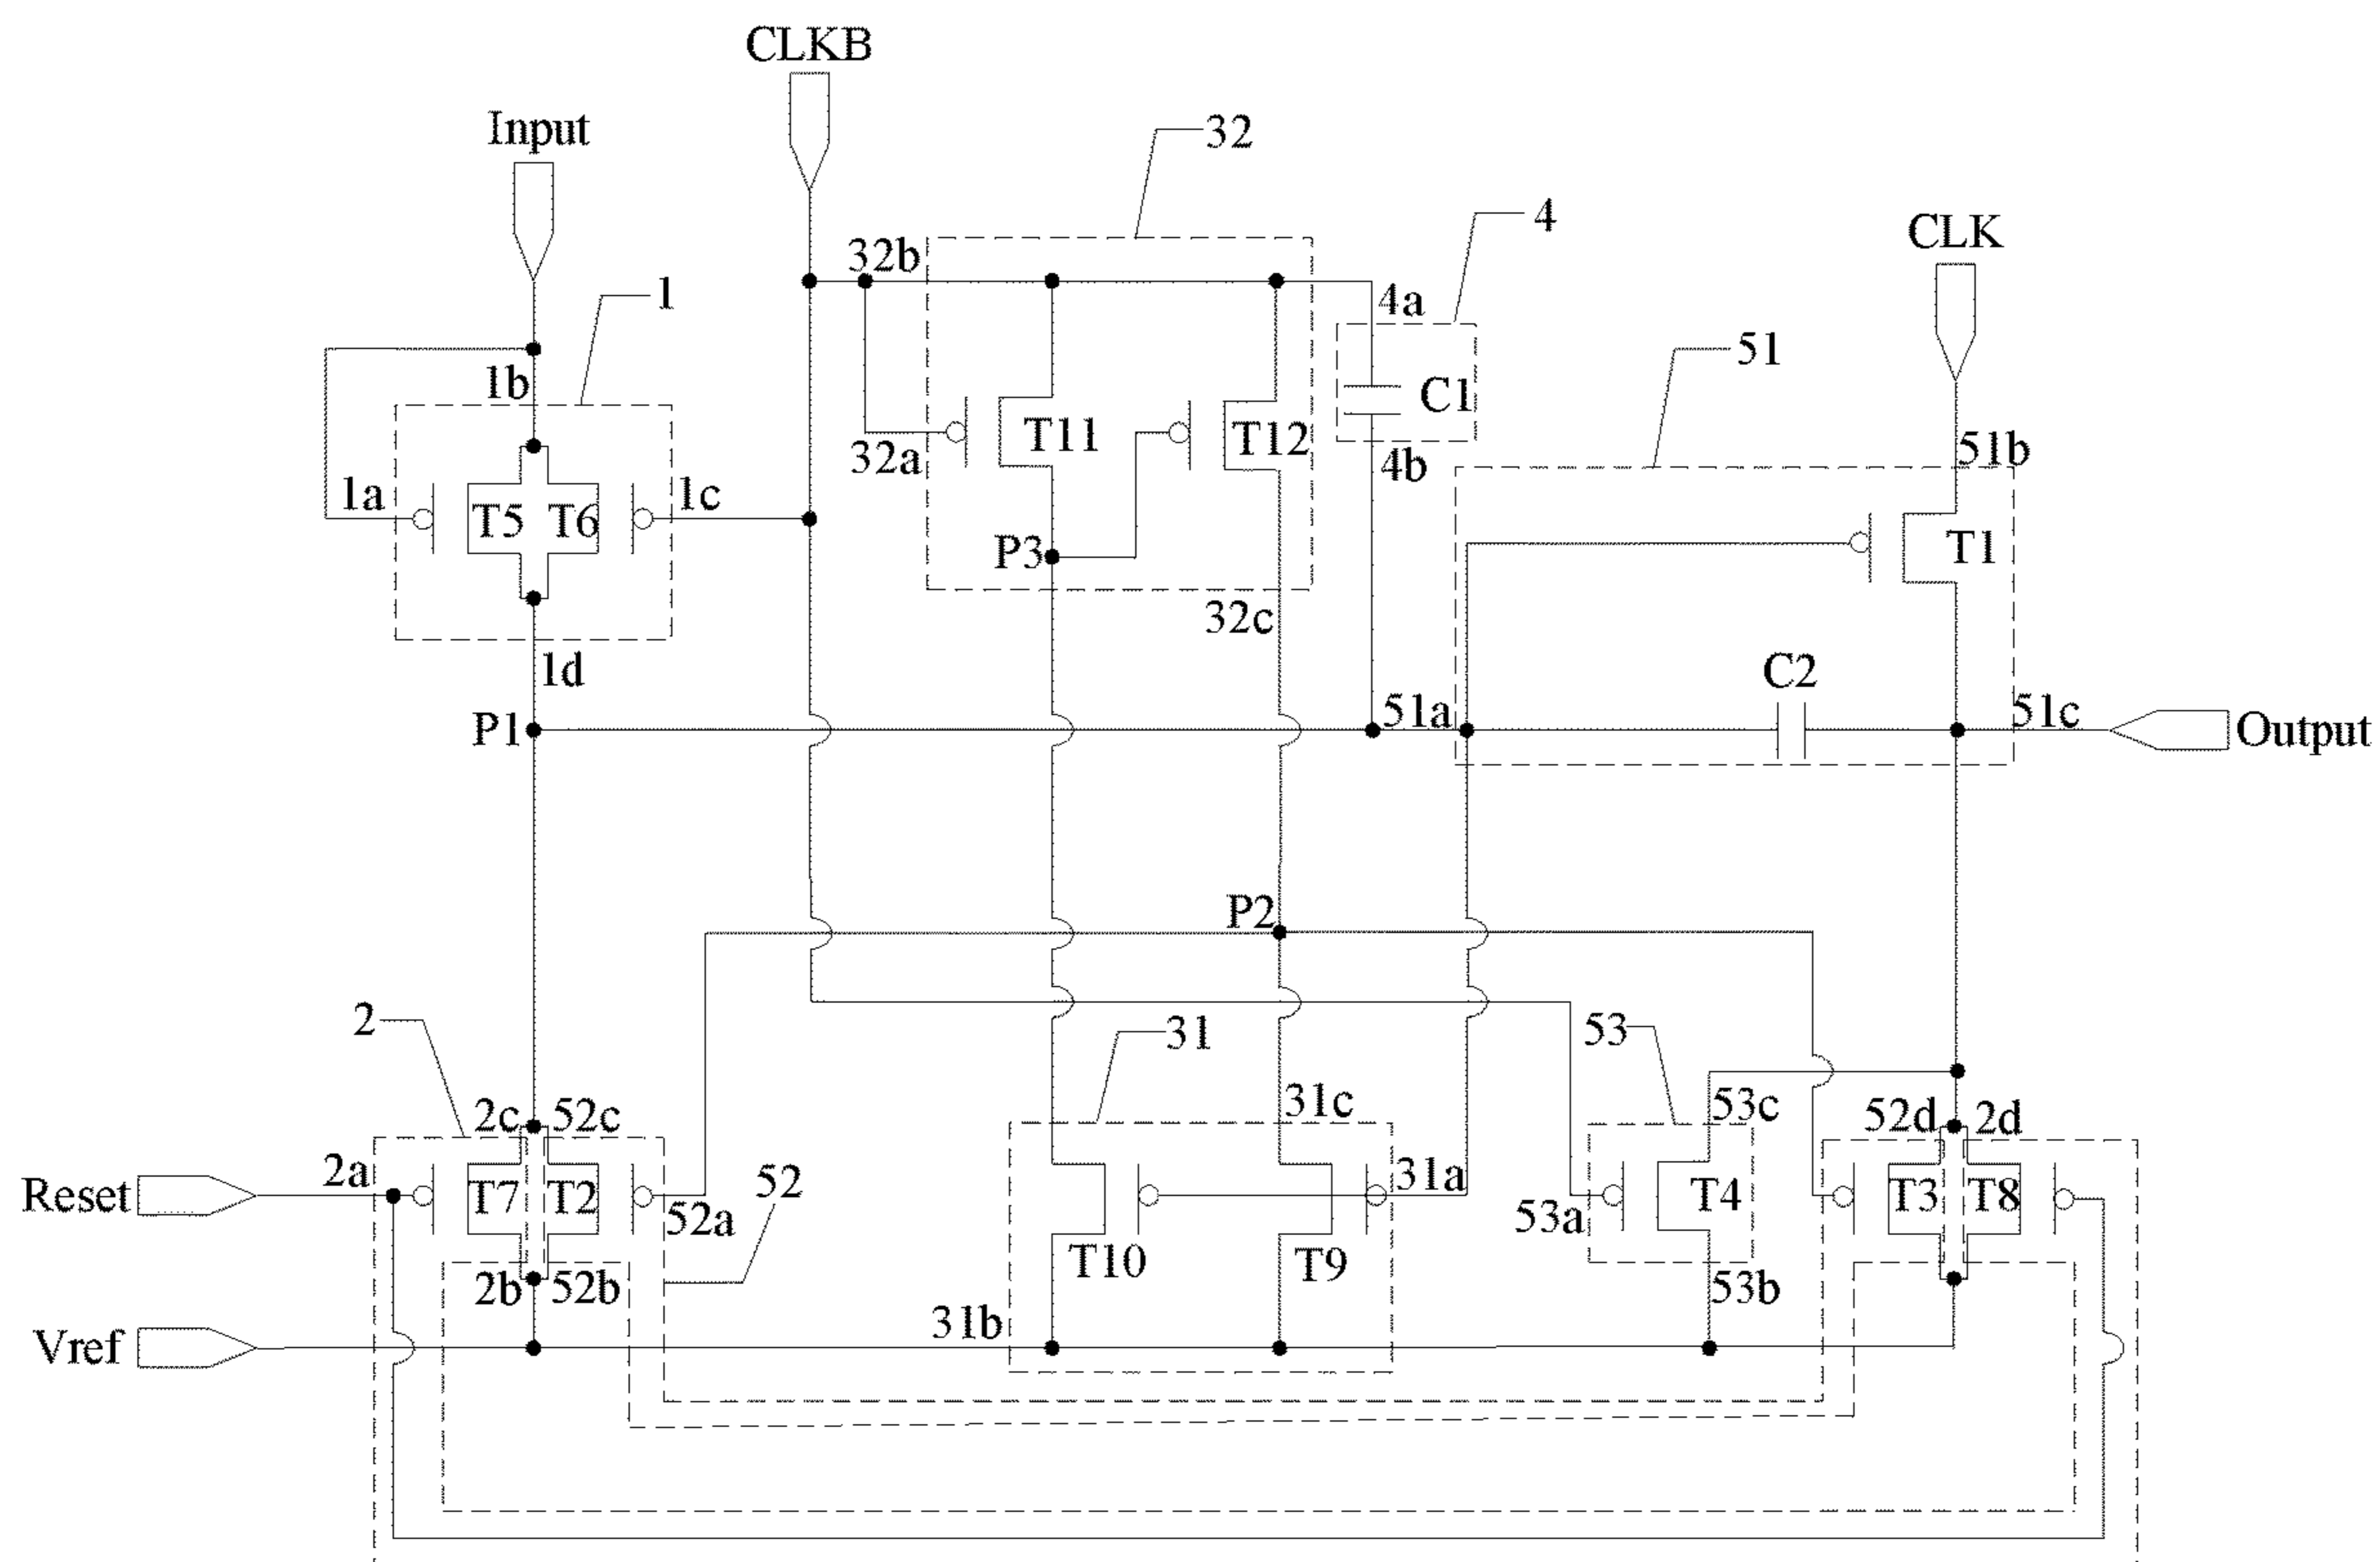 CLKB
Input
32
4
CLK
32b
1
4a
51
1b
C1
T11
T12
32a
4b
51b
1a
T5
T6
1c
P3
T1
32c
1d
C2
P1
51a
51c
Output
P2
2
31
53
31c
53c
2c
52c
52d
2d
Reset
2a
T7
T2
52
31a
T4
T3
T8
52a
53a
T10
T9
2b
52b
53b
31b
Vref